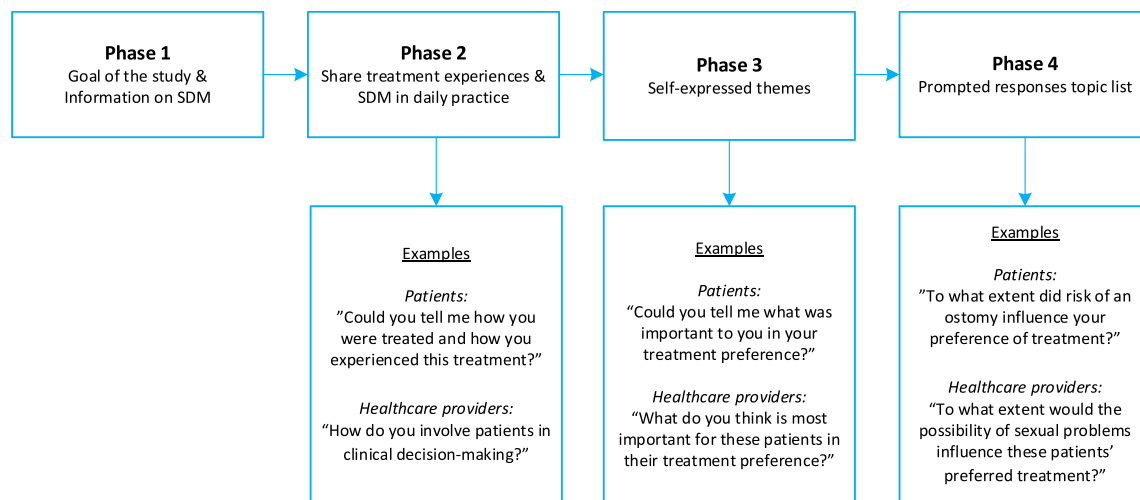 Phase 1
Goal of the study &
Information on SDM
Phase 2
Share treatment experiences &
SDM in daily practice
Phase 3
Self-expressed themes
Phase 4
Prompted responses topic list
Examples
Patients:
”Could you tell me how you
were treated and how you
experienced this treatment?”
Healthcare providers:
“How do you involve patients in
clinical decision-making?”
Examples
Patients:
“Could you tell me what was
important to you in your
treatment preference?”
Healthcare providers:
“What do you think is most
important for these patients in
their treatment preference?”
Examples
Patients:
”To what extent did risk of an
ostomy influence your
preference of treatment?”
Healthcare providers:
“To what extent would the
possibility of sexual problems
influence these patients’
preferred treatment?”